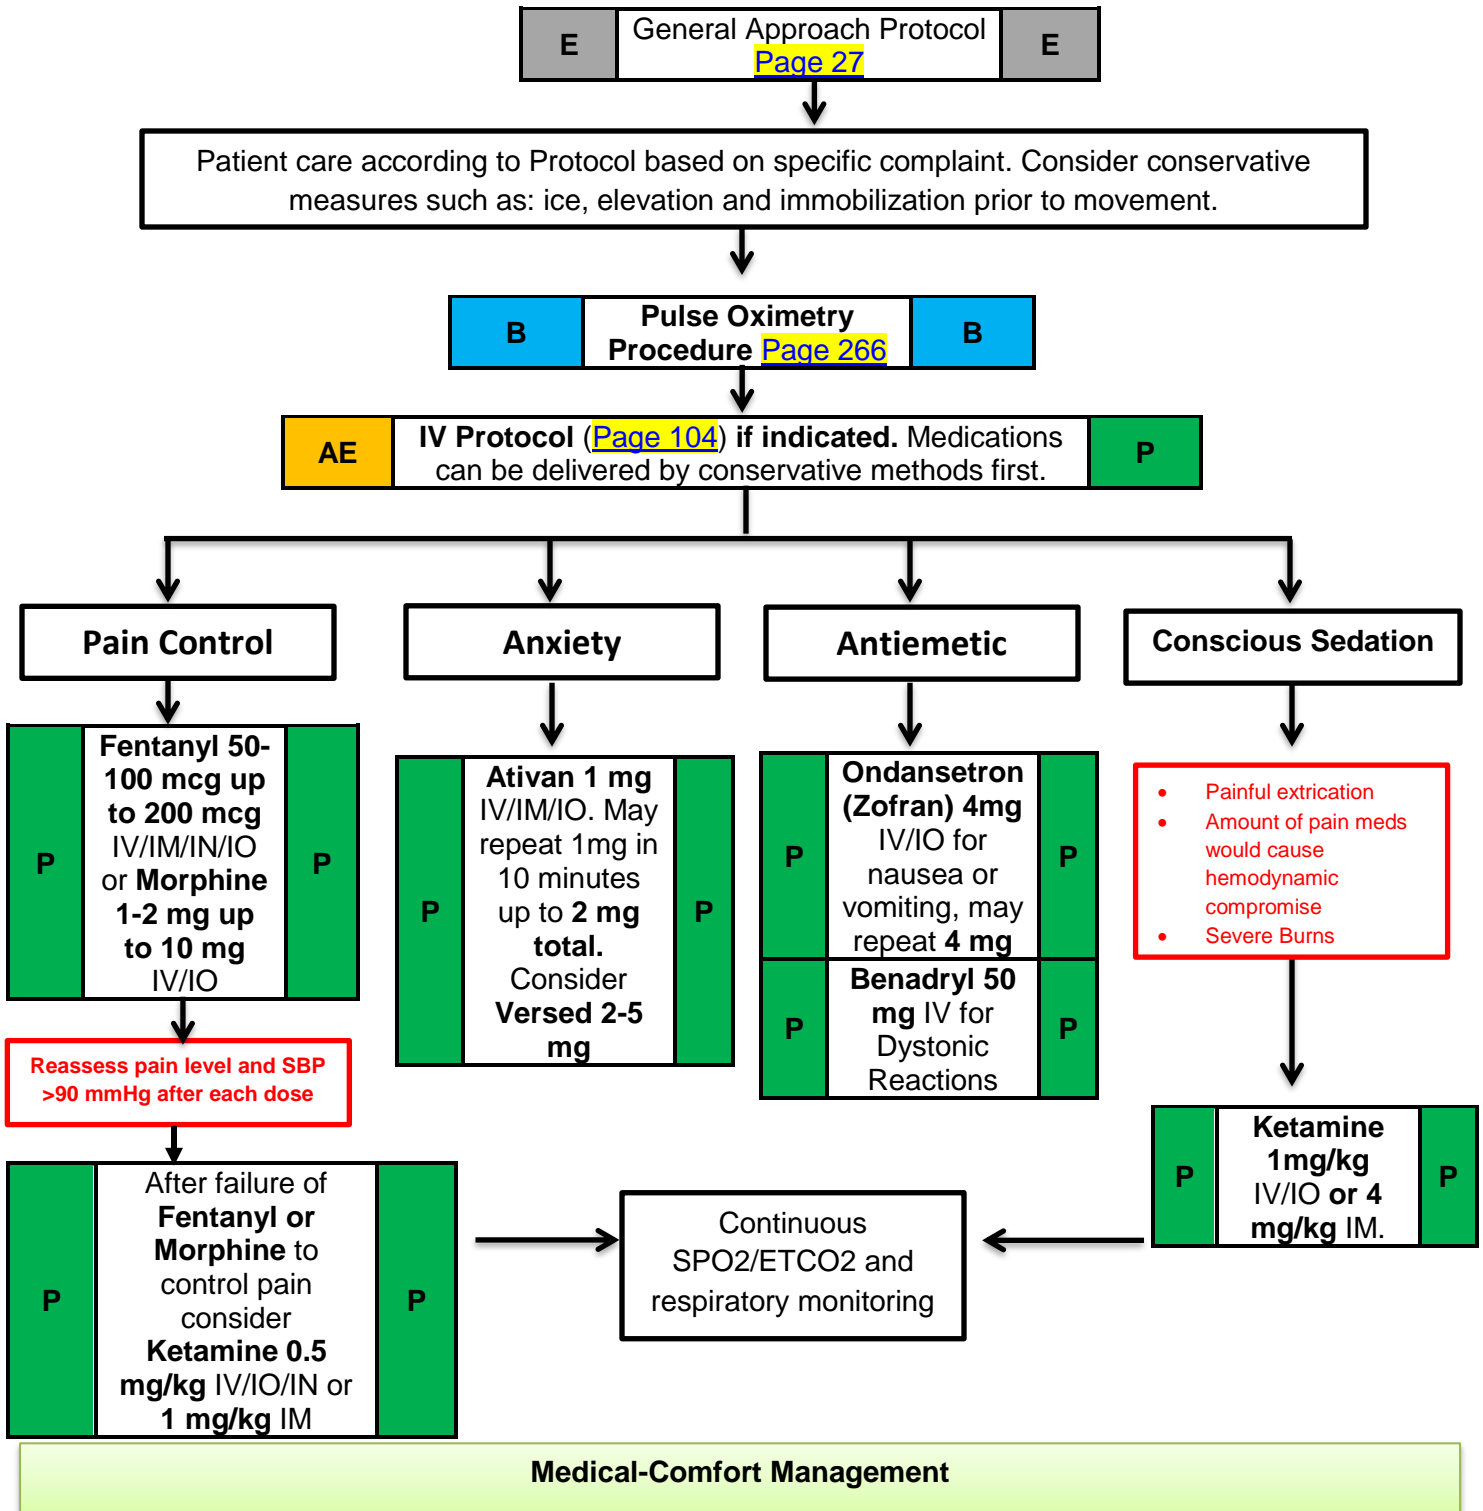 E
General Approach Protocol
Page 27
E
Patient care according to Protocol based on specific complaint. Consider conservative
measures such as: ice, elevation and immobilization prior to movement.
B
Pulse Oximetry
Procedure Page 266
B
AE
IV Protocol (Page 104) if indicated. Medications
can be delivered by conservative methods first.
P
Pain Control
Anxiety
Antiemetic
Conscious Sedation
P
Fentanyl 50-
100 mcg up
to 200 mcg
IV/IM/IN/IO
or Morphine
1-2 mg up
to 10 mg
IV/IO
P
P
Ativan 1 mg
IV/IM/IO. May
repeat 1mg in
10 minutes
up to 2 mg
total.
Consider
Versed 2-5
mg
P
P
Ondansetron
(Zofran) 4mg
IV/IO for
nausea or
vomiting, may
repeat 4 mg
P
P
Benadryl 50
mg IV for
Dystonic
Reactions
P
• Painful extrication
• Amount of pain meds
would cause
hemodynamic
compromise
• Severe Burns
Reassess pain level and SBP
>90 mmHg after each dose
P
Ketamine
1mg/kg
IV/IO or 4
mg/kg IM.
P
P
After failure of
Fentanyl or
Morphine to
control pain
consider
Ketamine 0.5
mg/kg IV/IO/IN or
1 mg/kg IM
P
Continuous
SPO2/ETCO2 and
respiratory monitoring
Medical-Comfort Management